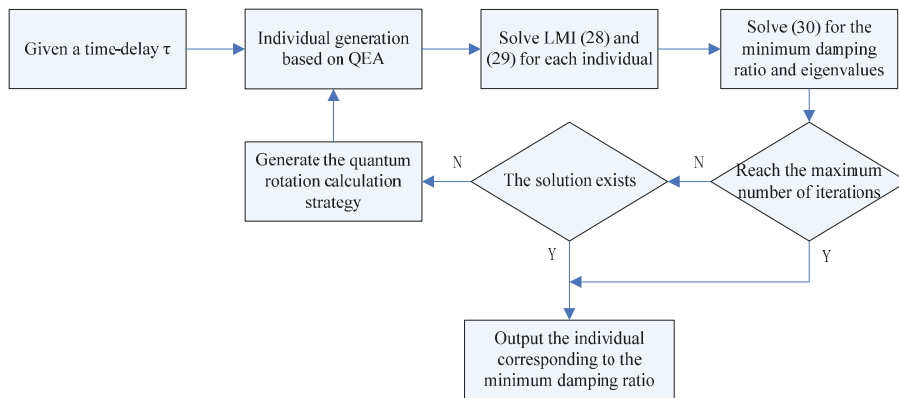 Given a time-delay τ
Individual generation
based on QEA
Solve LMI (28) and
(29) for each individual
Solve (30) for the
minimum damping
ratio and eigenvalues
Generate the quantum
rotation calculation
strategy
N
The solution exists
N
Reach the maximum
number of iterations
Y
Y
Output the individual
corresponding to the
minimum damping ratio